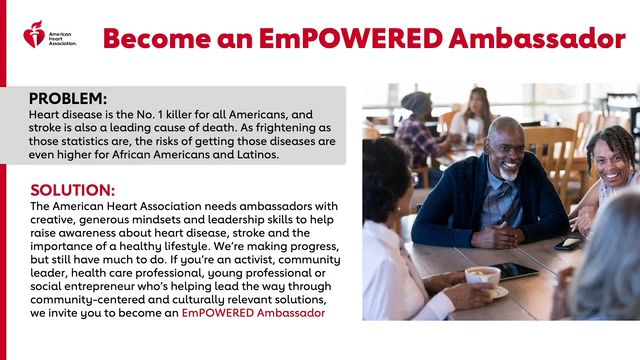 American
Heart
Association.
Become an EmPOWERED Ambassador
PROBLEM:
Heart disease is the No. 1 killer for all Americans, and
stroke is also a leading cause of death. As frightening as
those statistics are, the risks of getting those diseases are
even higher for African Americans and Latinos.
SOLUTION:
The American Heart Association needs ambassadors with
creative, generous mindsets and leadership skills to help
raise awareness about heart disease, stroke and the
importance of a healthy lifestyle. We’re making progress,
but still have much to do. If you’re an activist, community
leader, health care professional, young professional or
social entrepreneur who’s helping lead the way through
community-centered and culturally relevant solutions,
we invite you to become an EmPOWERED Ambassador